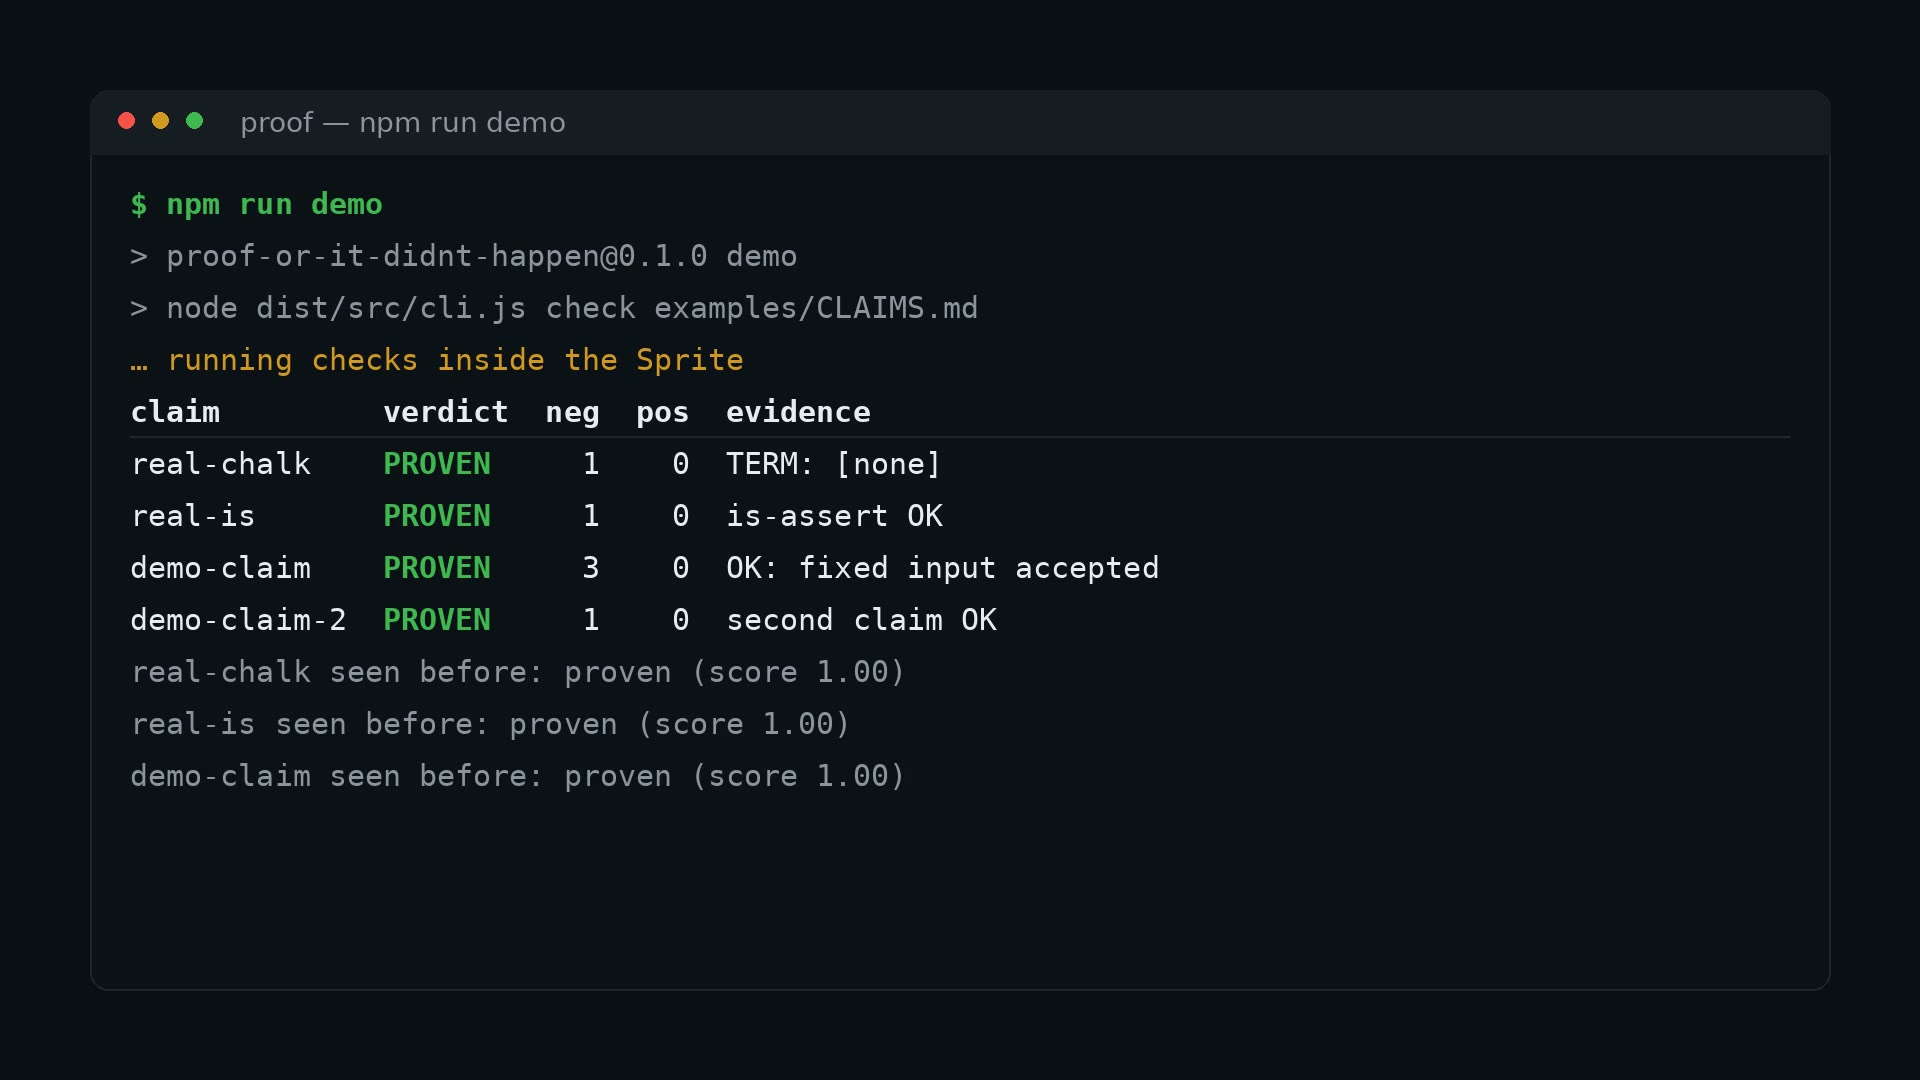 proof — npm run demo
$ npm run demo
> proof-or-it-didnt-happen@0.1.0 demo
> node dist/src/cli.js check examples/CLAIMS.md
… running checks inside the Sprite
claim         verdict  neg  pos  evidence
real-chalk    PROVEN     1    0  TERM: [none]
real-is       PROVEN     1    0  is-assert OK
demo-claim    PROVEN     3    0  OK: fixed input accepted
demo-claim-2  PROVEN     1    0  second claim OK
real-chalk seen before: proven (score 1.00)
real-is seen before: proven (score 1.00)
demo-claim seen before: proven (score 1.00)